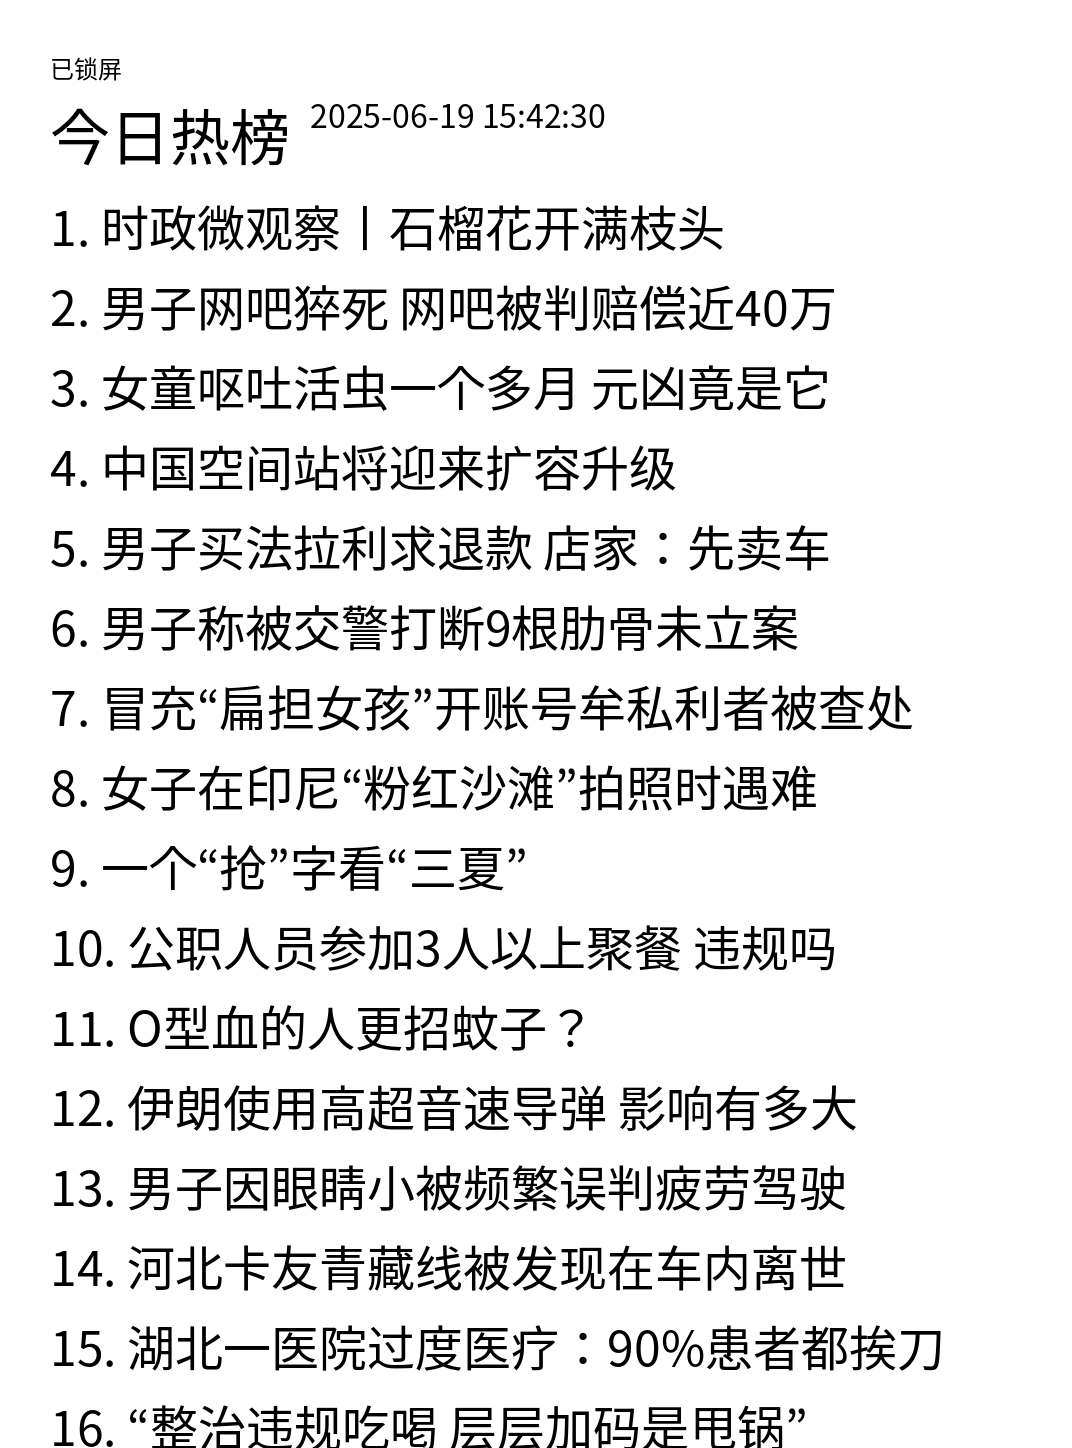 已锁屏
今日热榜 2025-06-19 15:42:30
1. 时政微观察丨石榴花开满枝头
2. 男子网吧猝死 网吧被判赔偿近40万
3. 女童呕吐活虫一个多月 元凶竟是它
4. 中国空间站将迎来扩容升级
5. 男子买法拉利求退款 店家：先卖车
6. 男子称被交警打断9根肋骨未立案
7. 冒充“扁担女孩”开账号牟私利者被查处
8. 女子在印尼“粉红沙滩”拍照时遇难
9. 一个“抢”字看“三夏”
10. 公职人员参加3人以上聚餐 违规吗
11. O型血的人更招蚊子？
12. 伊朗使用高超音速导弹 影响有多大
13. 男子因眼睛小被频繁误判疲劳驾驶
14. 河北卡友青藏线被发现在车内离世
15. 湖北一医院过度医疗：90%患者都挨刀
16. “整治违规吃喝 层层加码是甩锅”